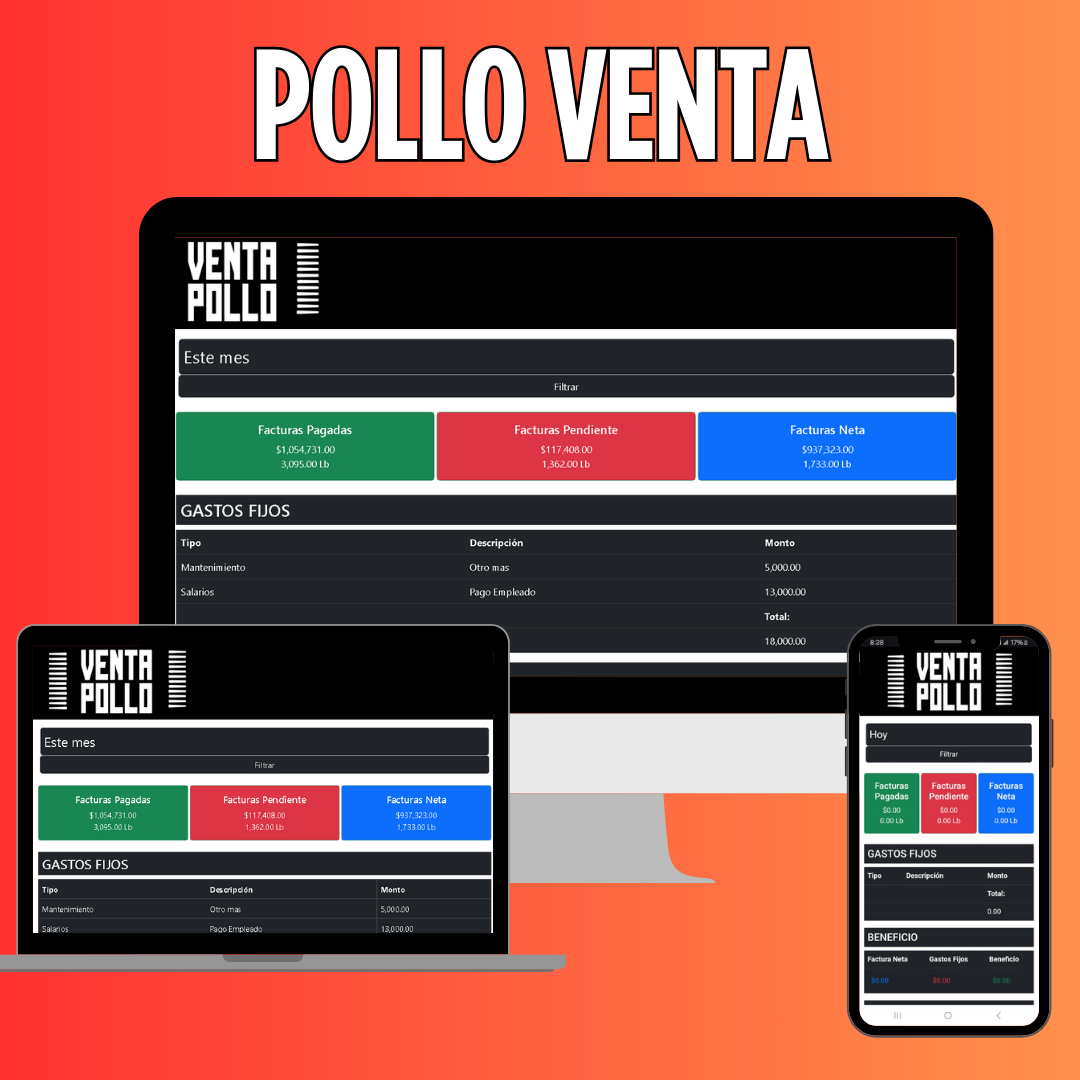 POLLO VENTA
VENTA
POLLO
Este mes
Filtrar
Facturas Pagadas
$1,054,731.00
3,095.00 Lb
Facturas Pendiente
$117,408.00
1,362.00 Lb
Facturas Neta
$937,323.00
1,733.00 Lb
GASTOS FIJOS
Tipo Descripción Monto
Mantenimiento Otro mas 5,000.00
Salarios Pago Empleado 13,000.00
Total:
18,000.00
VENTA
POLLO
Este mes
Filtrar
Facturas Pagadas
$1,054,731.00
3,095.00 Lb
Facturas Pendiente
$117,408.00
1,362.00 Lb
Facturas Neta
$937,323.00
1,733.00 Lb
GASTOS FIJOS
Tipo Descripción Monto
Mantenimiento Otro mas 5,000.00
Salarios Pago Empleado 13,000.00
8:28 17%
VENTA
POLLO
Hoy
Filtrar
Facturas
Pagadas
$0.00
0.00 Lb
Facturas
Pendiente
$0.00
0.00 Lb
Facturas
Neta
$0.00
0.00 Lb
GASTOS FIJOS
Tipo Descripción Monto
Total:
0.00
BENEFICIO
Factura Neta Gastos Fijos Beneficio
$0.00 $0.00 $0.00